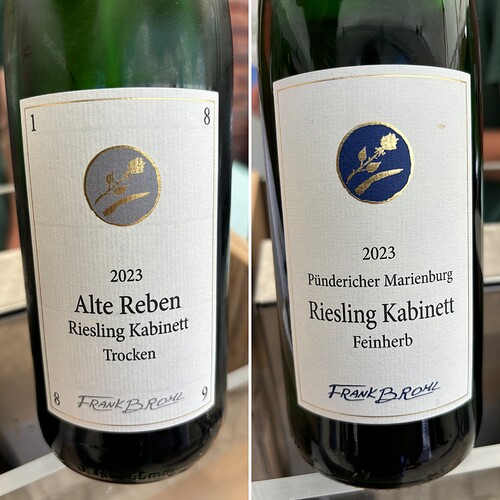 1 8
2023
Alte Reben
Riesling Kabinett
Trocken
8 FRANK BROHL 9
2023
Pündericher Marienburg
Riesling Kabinett
Feinherb
FRANK BROHL